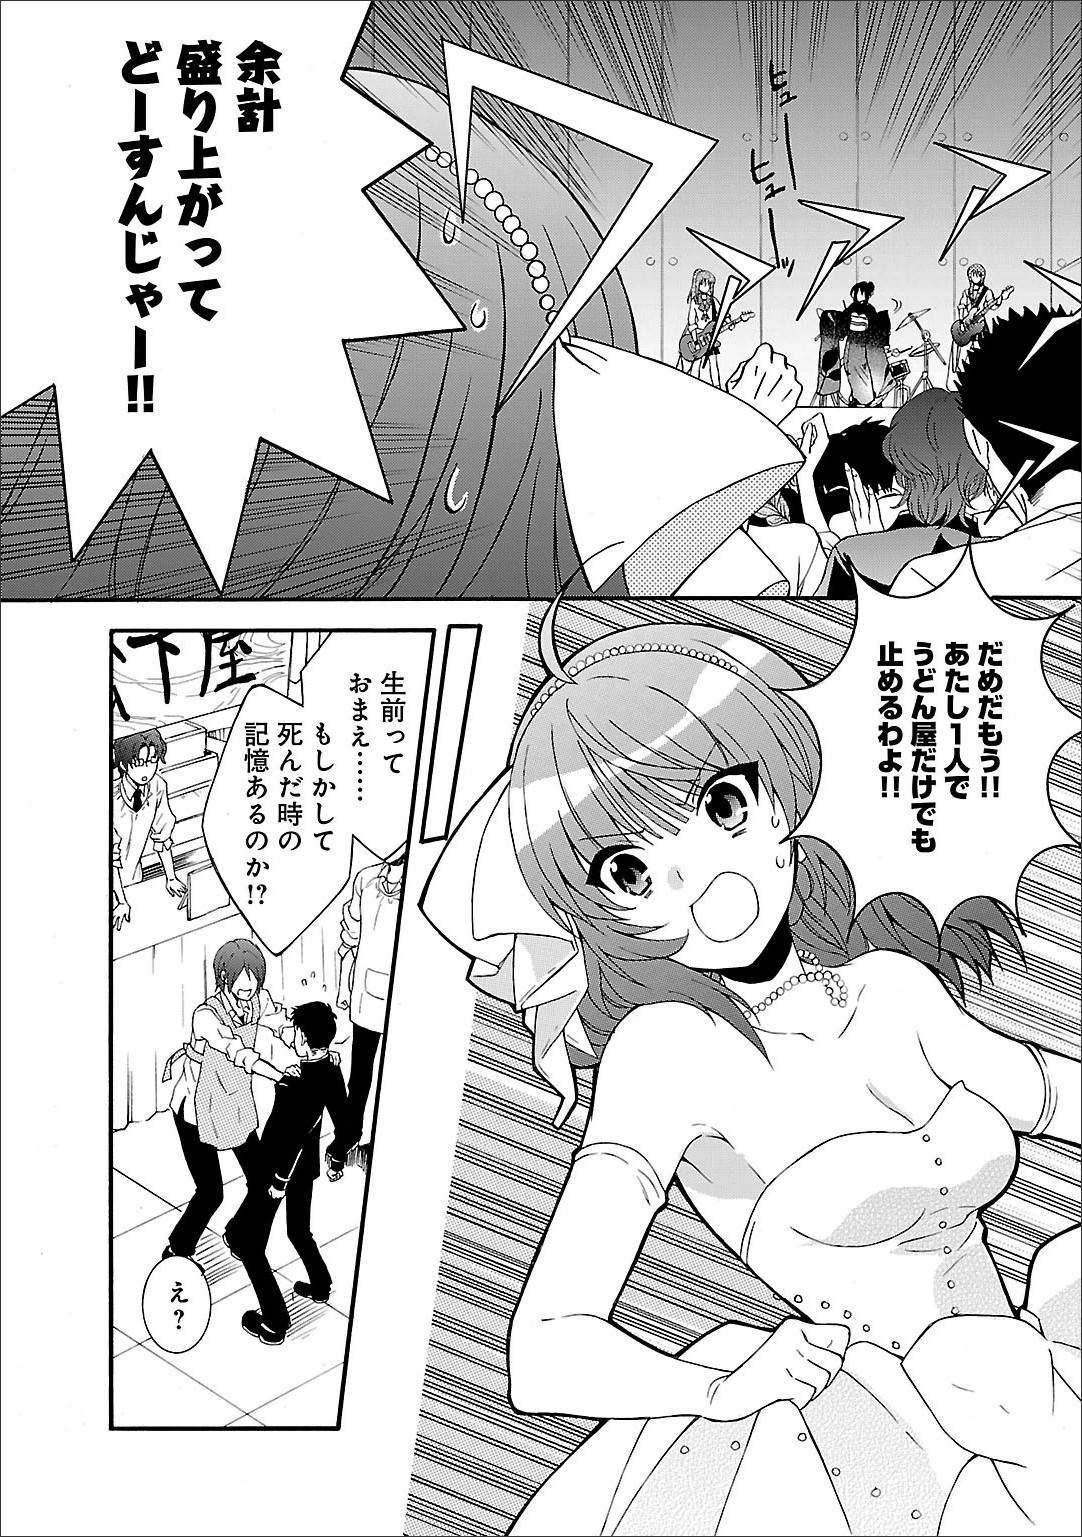 ヒューヒューッ
余計
盛り上がって
どーすんじゃー!!
だめだもう!!
あたし1人で
うどん屋だけでも
止めるわよ!!
生前って
おまえ……
もしかして
死んだ時の
記憶あるのか!?
下屋
え?